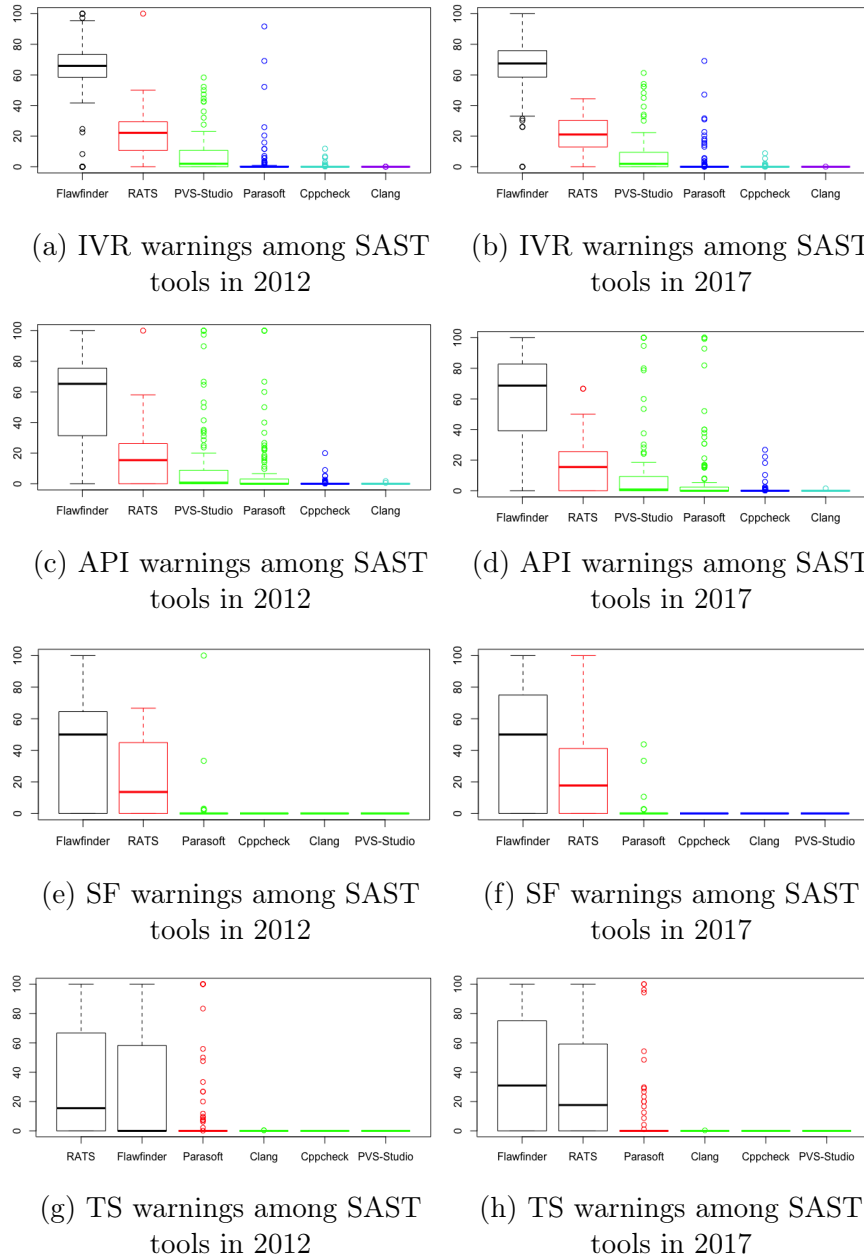 0 20 40 60 80 100
Flawfinder RATS PVS-Studio Parasoft Cppcheck Clang
(a) IVR warnings among SAST
tools in 2012
0 20 40 60 80 100
Flawfinder RATS PVS-Studio Parasoft Cppcheck Clang
(b) IVR warnings among SAST
tools in 2017
0 20 40 60 80 100
Flawfinder RATS PVS-Studio Parasoft Cppcheck Clang
(c) API warnings among SAST
tools in 2012
0 20 40 60 80 100
Flawfinder RATS PVS-Studio Parasoft Cppcheck Clang
(d) API warnings among SAST
tools in 2017
0 20 40 60 80 100
Flawfinder RATS Parasoft Cppcheck Clang PVS-Studio
(e) SF warnings among SAST
tools in 2012
0 20 40 60 80 100
Flawfinder RATS Parasoft Cppcheck Clang PVS-Studio
(f) SF warnings among SAST
tools in 2017
0 20 40 60 80 100
RATS Flawfinder Parasoft Clang Cppcheck PVS-Studio
(g) TS warnings among SAST
tools in 2012
0 20 40 60 80 100
Flawfinder RATS Parasoft Clang Cppcheck PVS-Studio
(h) TS warnings among SAST
tools in 2017